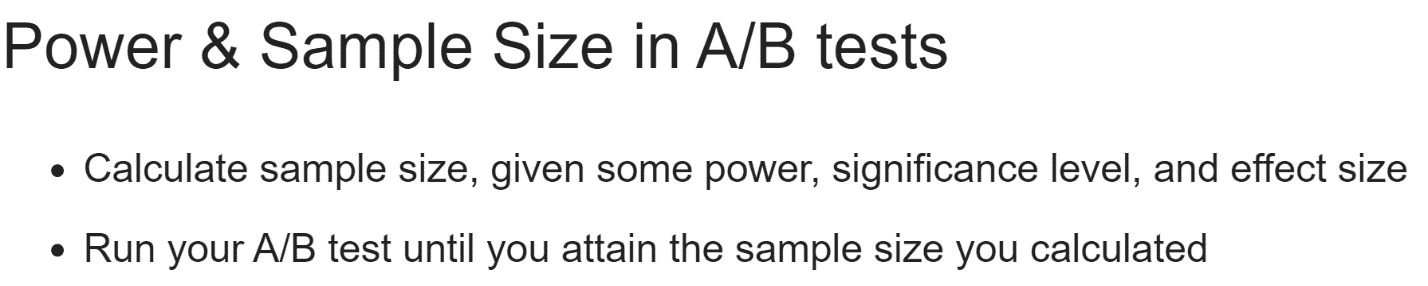 Power & Sample Size in A/B tests
• Calculate sample size, given some power, significance level, and effect size
• Run your A/B test until you attain the sample size you calculated